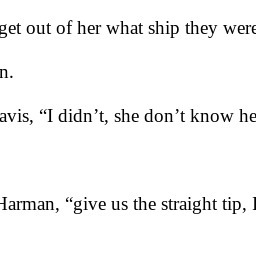 get out of her what ship they were
n.
avis, “I didn’t, she don’t know he
Harman, “give us the straight tip, I